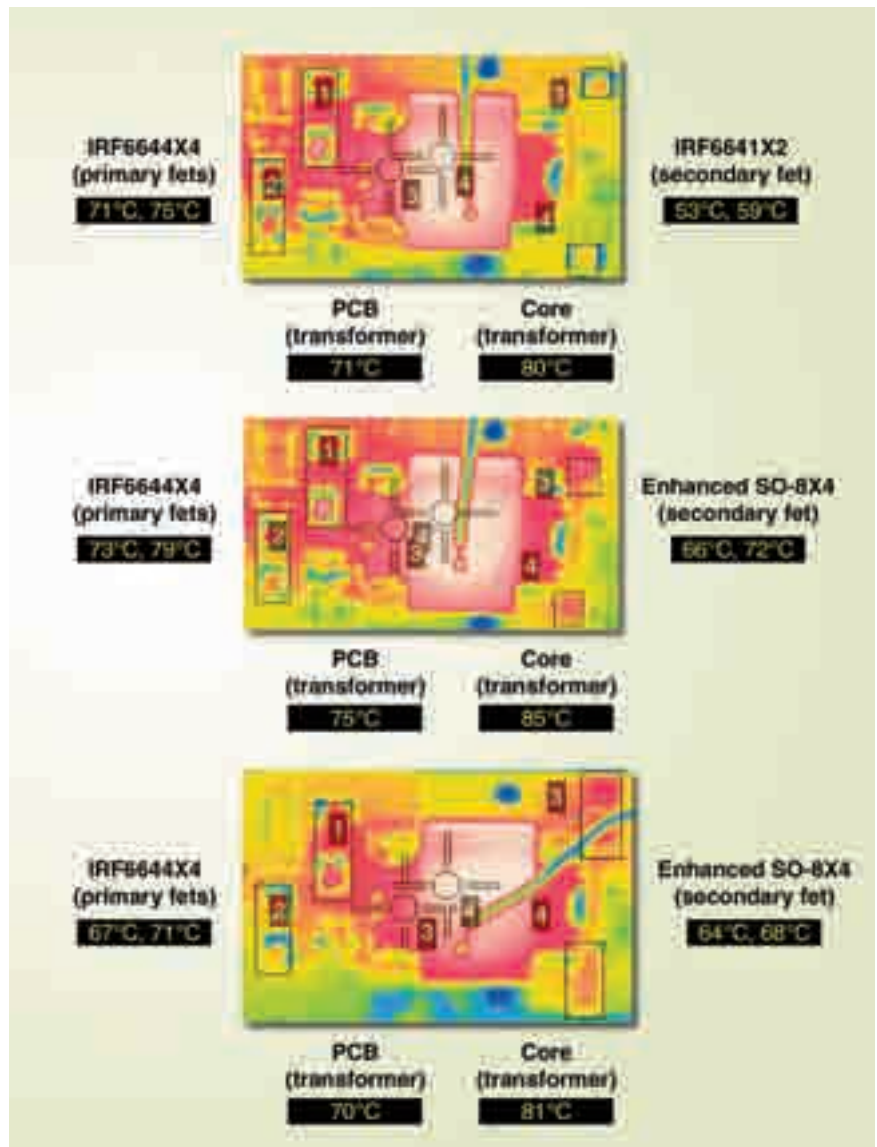 IRF6644X4
(primary fets)
71°C, 75°C
IRF6641X2
(secondary fet)
53°C, 59°C
PCB
(transformer)
71°C
Core
(transformer)
80°C
IRF6644X4
(primary fets)
73°C, 79°C
Enhanced SO-8X4
(secondary fet)
66°C, 72°C
PCB
(transformer)
75°C
Core
(transformer)
85°C
IRF6644X4
(primary fets)
67°C, 71°C
Enhanced SO-8X4
(secondary fet)
64°C, 68°C
PCB
(transformer)
70°C
Core
(transformer)
81°C